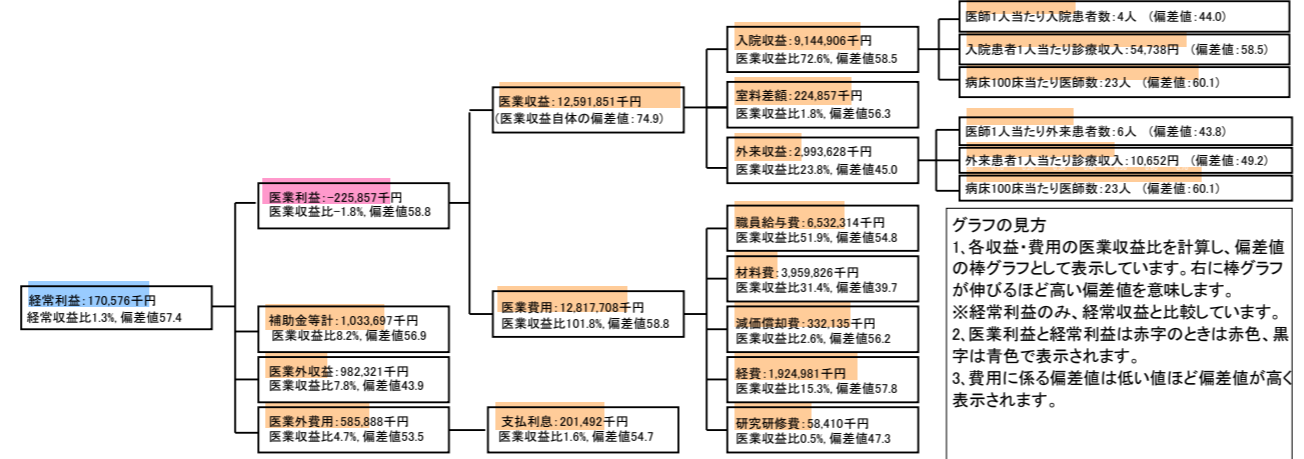 経常利益:170,576千円
経常収益比1.3%, 偏差値57.4
医業利益:-225,857千円
医業収益比-1.8%, 偏差値58.8
補助金等計:1,033,697千円
医業収益比8.2%, 偏差値56.9
医業外収益:982,321千円
医業収益比7.8%, 偏差値43.9
医業外費用:585,888千円
医業収益比4.7%, 偏差値53.5
医業収益:12,591,851千円
(医業収益自体の偏差値:74.9)
医業費用:12,817,708千円
医業収益比101.8%, 偏差値58.8
支払利息:201,492千円
医業収益比1.6%, 偏差値54.7
入院収益:9,144,906千円
医業収益比72.6%, 偏差値58.5
室料差額:224,857千円
医業収益比1.8%, 偏差値56.3
外来収益:2,993,628千円
医業収益比23.8%, 偏差値45.0
職員給与費:6,532,314千円
医業収益比51.9%, 偏差値54.8
材料費:3,959,826千円
医業収益比31.4%, 偏差値39.7
減価償却費:332,135千円
医業収益比2.6%, 偏差値56.2
経費:1,924,981千円
医業収益比15.3%, 偏差値57.8
研究研修費:58,410千円
医業収益比0.5%, 偏差値47.3
医師1人当たり入院患者数:4人 (偏差値:44.0)
入院患者1人当たり診療収入:54,738円 (偏差値:58.5)
病床100床当たり医師数:23人 (偏差値:60.1)
医師1人当たり外来患者数:6人 (偏差値:43.8)
外来患者1人当たり診療収入:10,652円 (偏差値:49.2)
病床100床当たり医師数:23人 (偏差値:60.1)
グラフの見方
1、各収益・費用の医業収益比を計算し、偏差値
の棒グラフとして表示しています。右に棒グラフ
が伸びるほど高い偏差値を意味します。
※経常利益のみ、経常収益と比較しています。
2、医業利益と経常利益は赤字のときは赤色、黒
字は青色で表示されます。
3、費用に係る偏差値は低い値ほど偏差値が高く
表示されます。